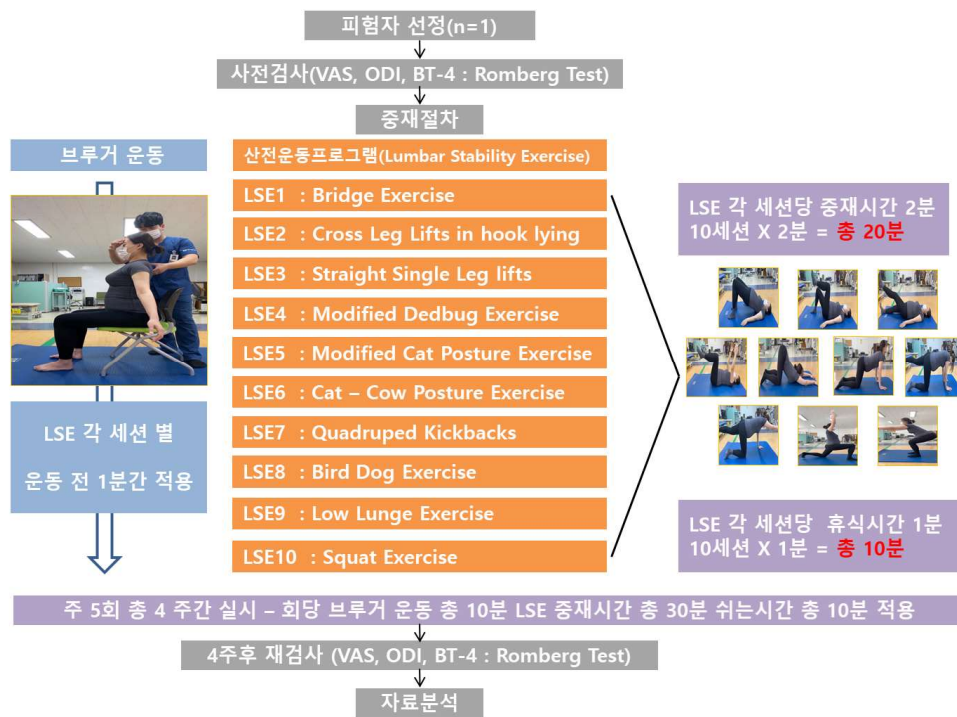 피험자 선정(n=1)
사전검사(VAS, ODI, BT-4 : Romberg Test)
중재절차
브루거 운동
LSE 각 세션 별
운동 전 1분간 적용
산전운동프로그램(Lumbar Stability Exercise)
LSE1 : Bridge Exercise
LSE2 : Cross Leg Lifts in hook lying
LSE3 : Straight Single Leg lifts
LSE4 : Modified Dedbug Exercise
LSE5 : Modified Cat Posture Exercise
LSE6 : Cat – Cow Posture Exercise
LSE7 : Quadruped Kickbacks
LSE8 : Bird Dog Exercise
LSE9 : Low Lunge Exercise
LSE10 : Squat Exercise
LSE 각 세션당 중재시간 2분
10세션 X 2분 = 총 20분
LSE 각 세션당 휴식시간 1분
10세션 X 1분 = 총 10분
주 5회 총 4 주간 실시 – 회당 브루거 운동 총 10분 LSE 중재시간 총 30분 쉬는시간 총 10분 적용
4주후 재검사 (VAS, ODI, BT-4 : Romberg Test)
자료분석